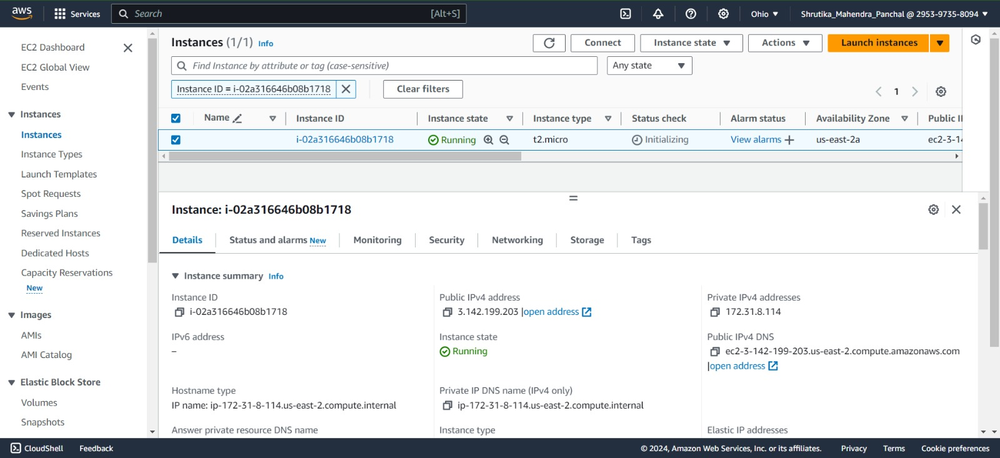 aws Services Search [Alt+S] Ohio Shrutika_Mahendra_Panchal @ 2953-9735-8094
EC2 Dashboard
EC2 Global View
Events
Instances
Instances
Instance Types
Launch Templates
Spot Requests
Savings Plans
Reserved Instances
Dedicated Hosts
Capacity Reservations
New
Images
AMIs
AMI Catalog
Elastic Block Store
Volumes
Snapshots
Instances (1/1) Info Connect Instance state Actions Launch instances
Find Instance by attribute or tag (case-sensitive) Any state
Instance ID = i-02a316646b08b1718 Clear filters 1
Name Instance ID Instance state Instance type Status check Alarm status Availability Zone Public
i-02a316646b08b1718 Running t2.micro Initializing View alarms us-east-2a ec2-3-
Instance: i-02a316646b08b1718
Details Status and alarms New Monitoring Security Networking Storage Tags
Instance summary Info
Instance ID Public IPv4 address Private IPv4 addresses
i-02a316646b08b1718 3.142.199.203 |open address 172.31.8.114
IPv6 address Instance state Public IPv4 DNS
– Running ec2-3-142-199-203.us-east-2.compute.amazonaws.com
|open address
Hostname type Private IP DNS name (IPv4 only)
IP name: ip-172-31-8-114.us-east-2.compute.internal ip-172-31-8-114.us-east-2.compute.internal
Answer private resource DNS name Instance type Elastic IP addresses
CloudShell Feedback © 2024, Amazon Web Services, Inc. or its affiliates. Privacy Terms Cookie preferences